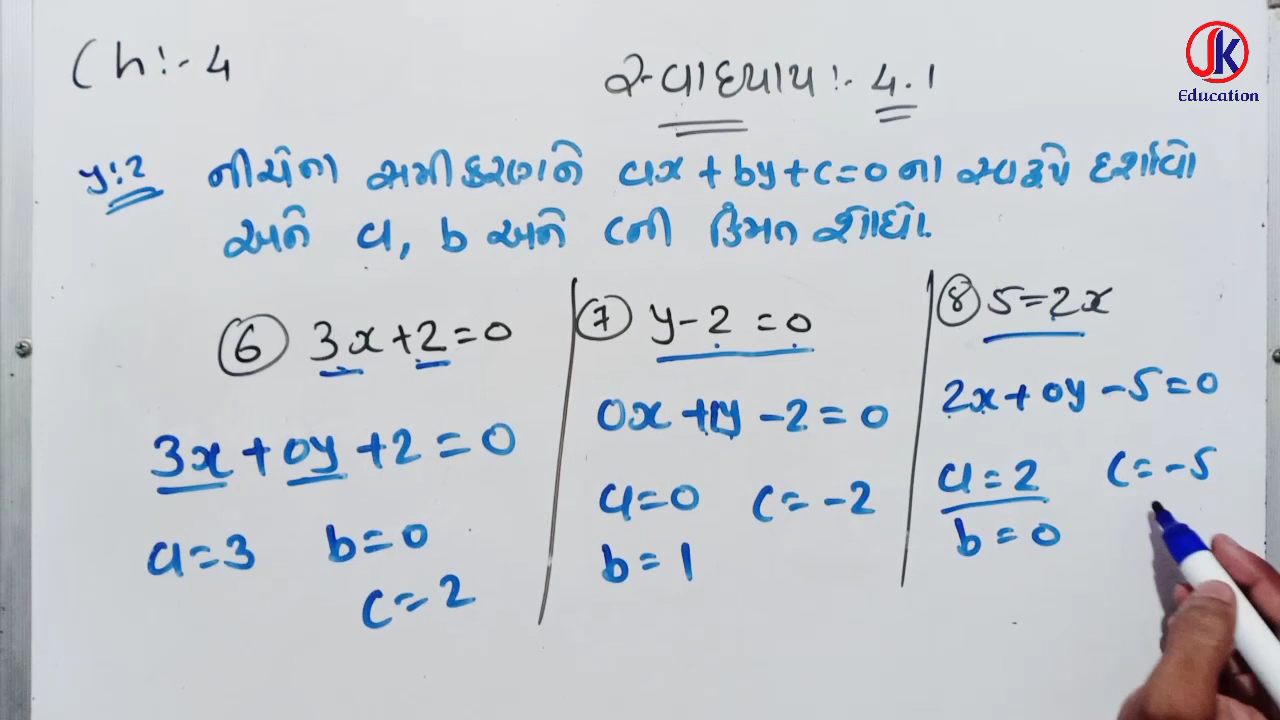 Ch:- 4
સ્વાધ્યાય:- 4.1
JK
Education
પ્ર:2 નીચેના સમીકરણને ax + by + c = 0 ના સ્વરૂપે દર્શાવો
અને a, b અને c ની કિંમત શોધો.
6 3x + 2 = 0
3x + 0y + 2 = 0
a = 3 b = 0
c = 2
7 y - 2 = 0
0x + 1y - 2 = 0
a = 0 c = -2
b = 1
8 5 = 2x
2x + 0y - 5 = 0
a = 2 c = -5
b = 0